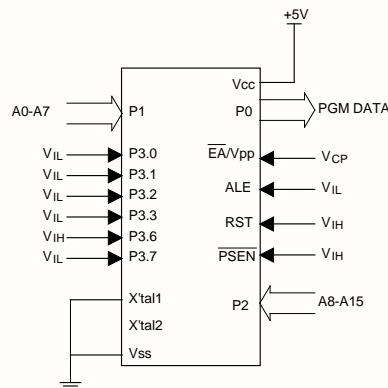 +5V
Vcc
A0-A7 P1 P0 PGM DATA
VIL P3.0 EA/Vpp VCP
VIL P3.1
VIL P3.2 ALE VIL
VIL P3.3 RST VIH
VIH P3.6
VIL P3.7 PSEN VIH
X'tal1 P2 A8-A15
X'tal2
Vss